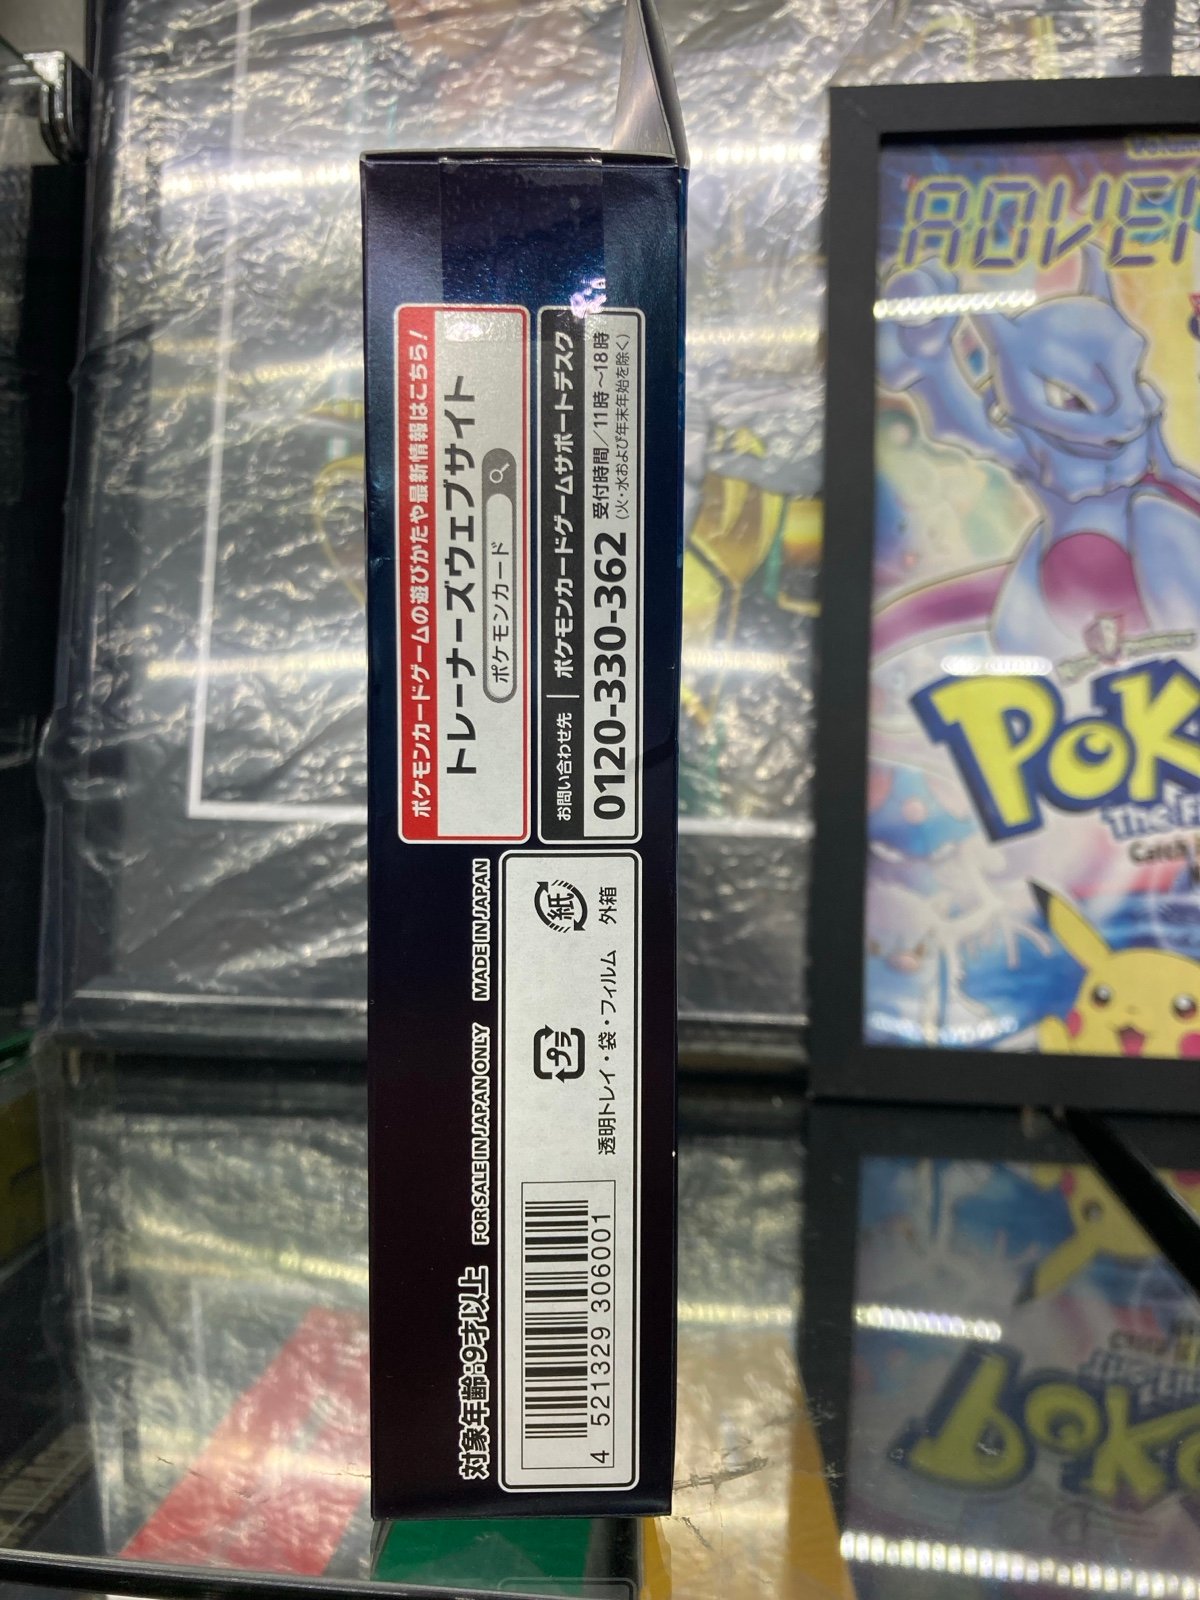 ポケモンカードゲームの遊びかたや最新情報はこちら!
トレーナーズウェブサイト
ポケモンカード
お問い合わせ先 | ポケモンカードゲームサポートデスク
0120-330-362
受付時間/11時~18時
(火・水および年末年始を除く)
対象年齢:9才以上
FOR SALE IN JAPAN ONLY
MADE IN JAPAN
プラ
透明トレイ・袋・フィルム
紙
外箱
4 521329 306001
ADVE
POK
The F
Catch